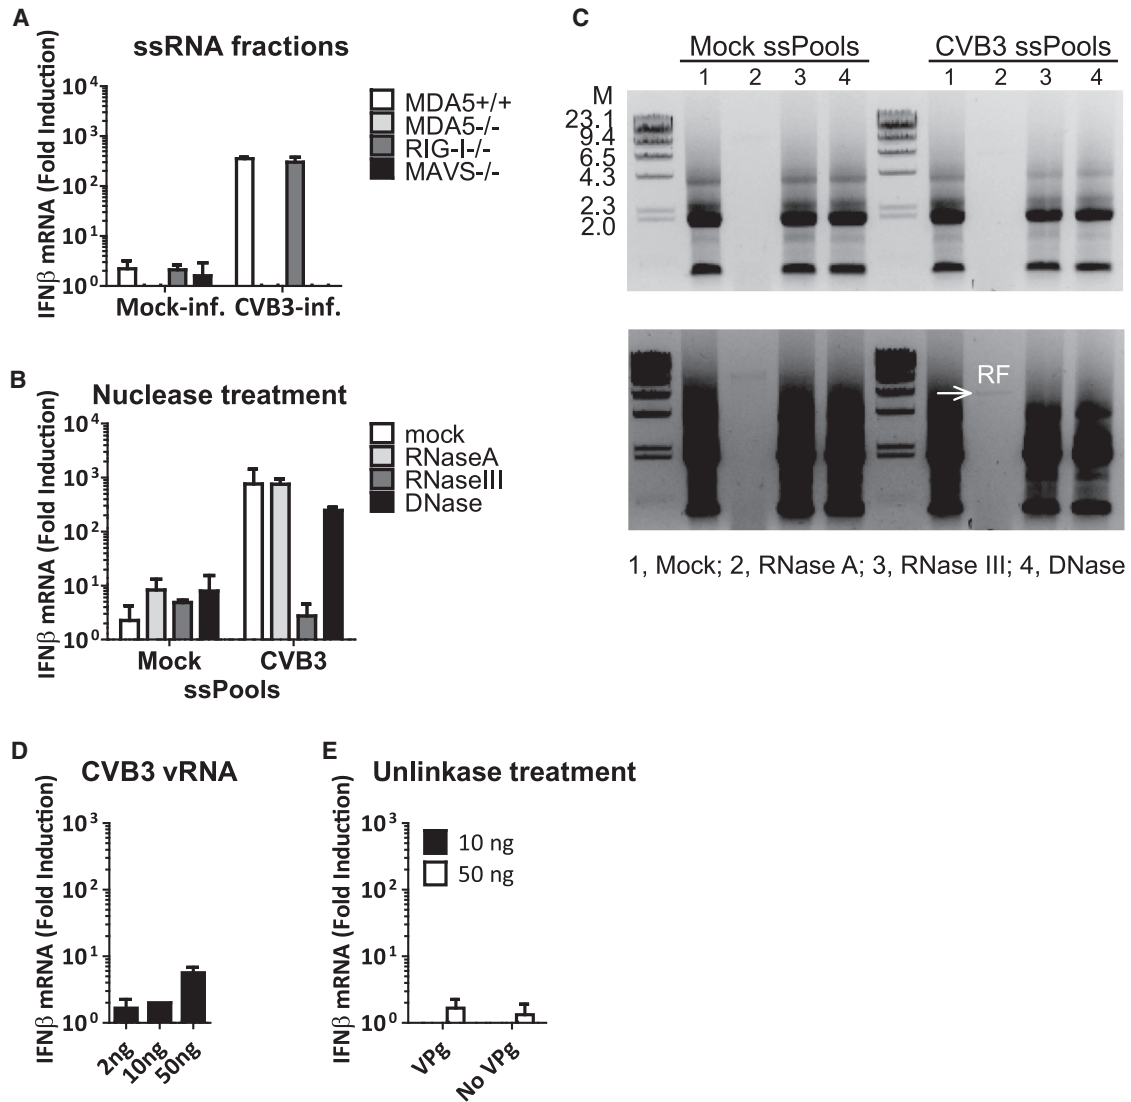 A
ssRNA fractions
IFNβ mRNA (Fold Induction)
10^4
10^3
10^2
10^1
10^0
Mock-inf. CVB3-inf.
MDA5+/+
MDA5-/-
RIG-I-/-
MAVS-/-
B
Nuclease treatment
IFNβ mRNA (Fold Induction)
10^4
10^3
10^2
10^1
10^0
Mock CVB3
ssPools
mock
RNaseA
RNaseIII
DNase
C
Mock ssPools CVB3 ssPools
1 2 3 4 1 2 3 4
M
23.1
9.4
6.5
4.3
2.3
2.0
RF
1, Mock; 2, RNase A; 3, RNase III; 4, DNase
D
CVB3 vRNA
IFNβ mRNA (Fold Induction)
10^3
10^2
10^1
10^0
2ng 10ng 50ng
E
Unlinkase treatment
IFNβ mRNA (Fold Induction)
10^3
10^2
10^1
10^0
10 ng
50 ng
VPg No VPg